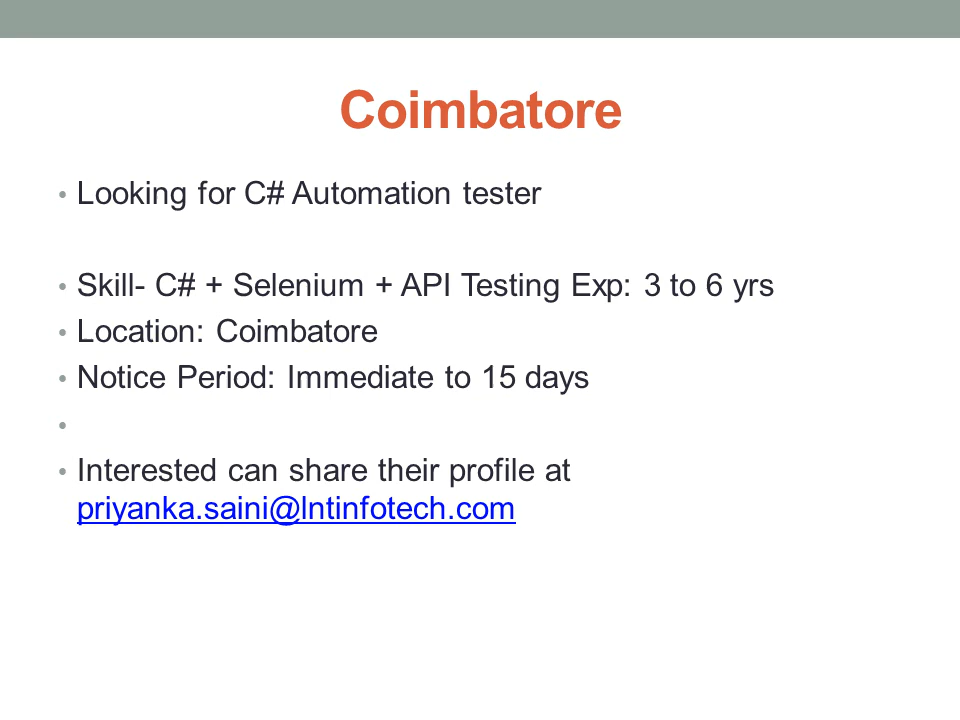 Coimbatore
• Looking for C# Automation tester
• Skill- C# + Selenium + API Testing Exp: 3 to 6 yrs
• Location: Coimbatore
• Notice Period: Immediate to 15 days
•
• Interested can share their profile at
priyanka.saini@lntinfotech.com